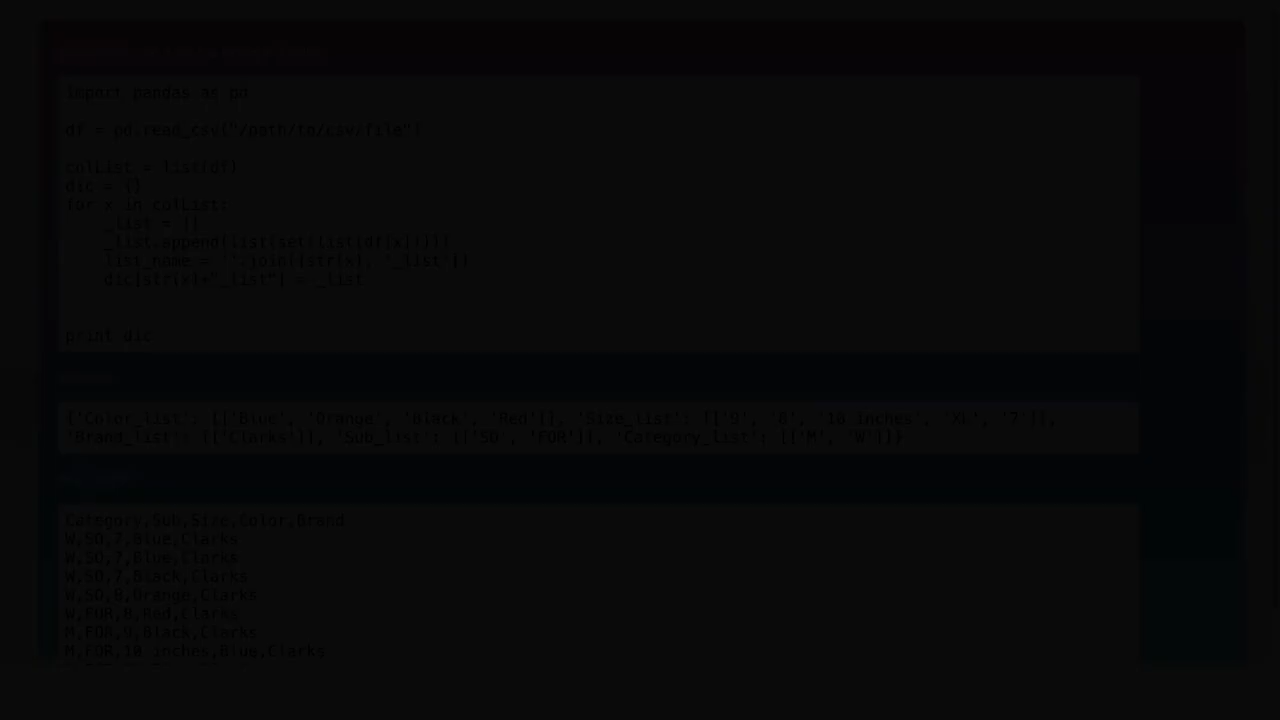 import pandas as pd
df = pd.read_csv("/path/to/csv/file")
colList = list(df)
dic = {}
for x in colList:
    _list = []
    _list.append(list(set(list(df[x]))))
    list_name = ''.join([str(x), '_list'])
    dic[str(x)+"_list"] = _list
print dic
{'Color_list': [['Blue', 'Orange', 'Black', 'Red']], 'Size_list': [['9', '8', '10 inches', 'XL', '7']],
'Brand_list': [['Clarks']], 'Sub_list': [['SO', 'FOR']], 'Category_list': [['M', 'W']]}
Category,Sub,Size,Color,Brand
W,SO,7,Blue,Clarks
W,SO,7,Blue,Clarks
W,SO,7,Black,Clarks
W,SO,8,Orange,Clarks
W,FOR,8,Red,Clarks
M,FOR,9,Black,Clarks
M,FOR,10 inches,Blue,Clarks